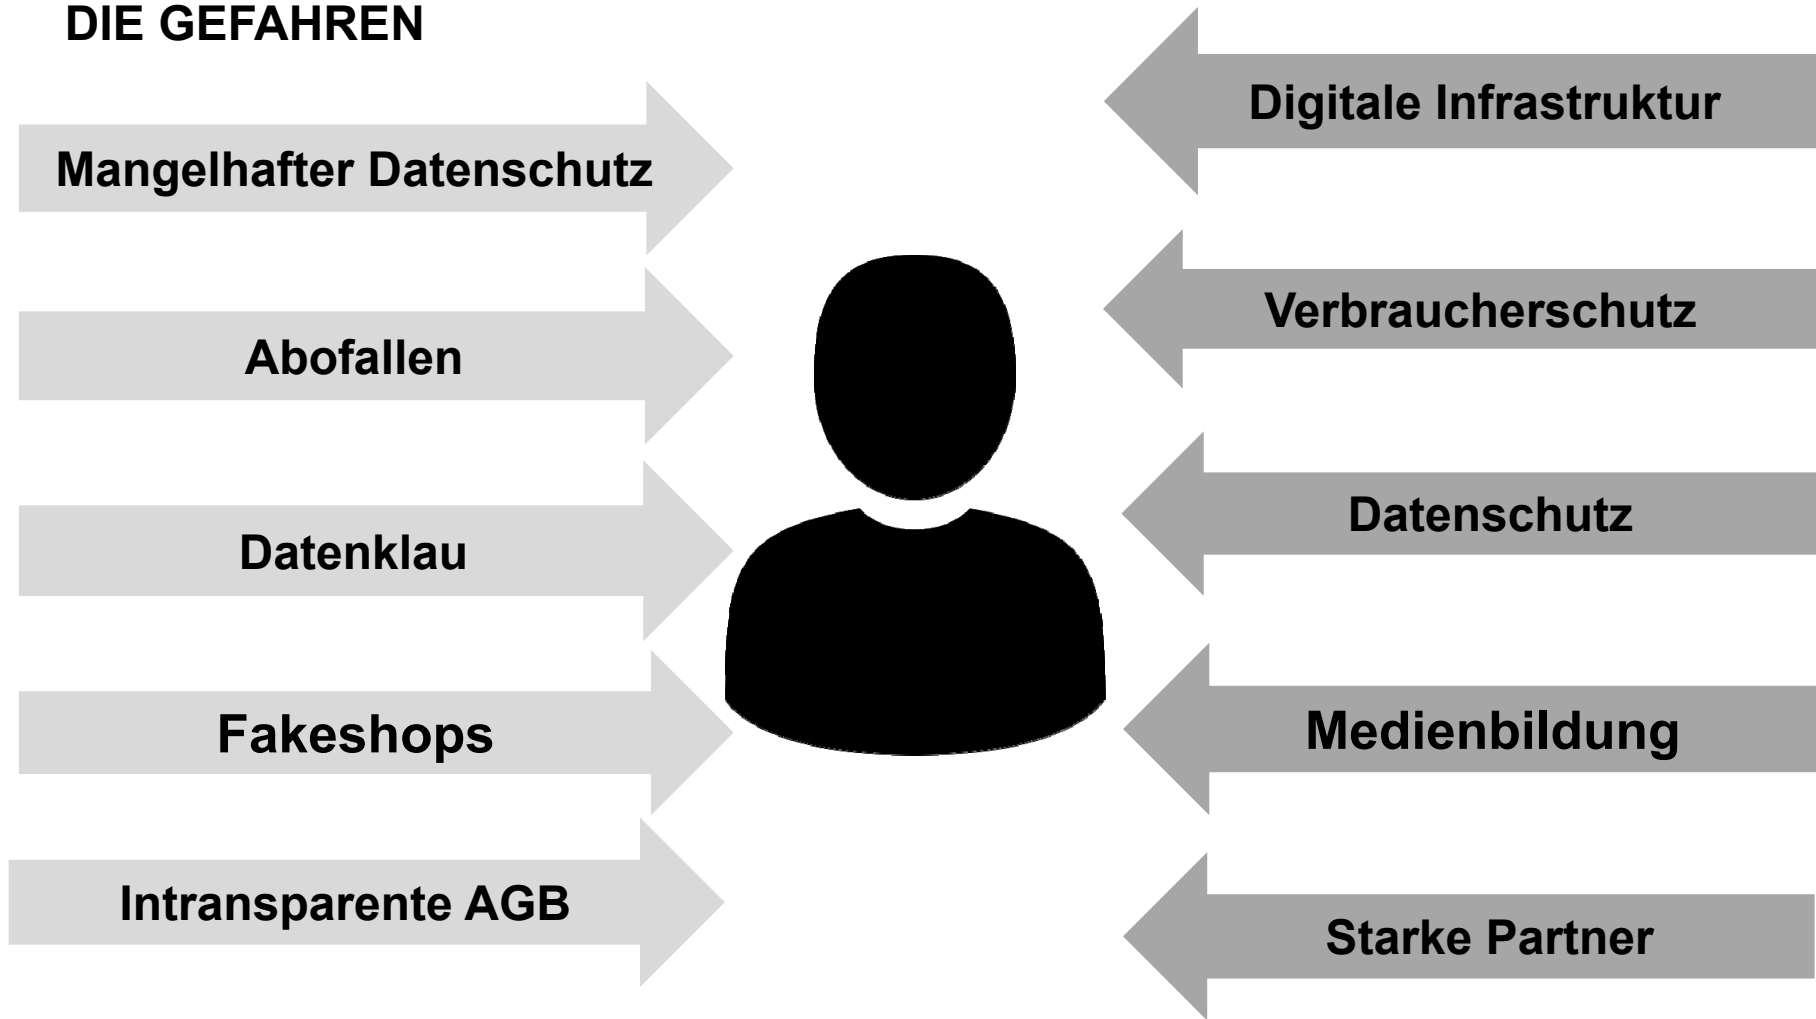 DIE GEFAHREN
Mangelhafter Datenschutz
Abofallen
Datenklau
Fakeshops
Intransparente AGB
Digitale Infrastruktur
Verbraucherschutz
Datenschutz
Medienbildung
Starke Partner